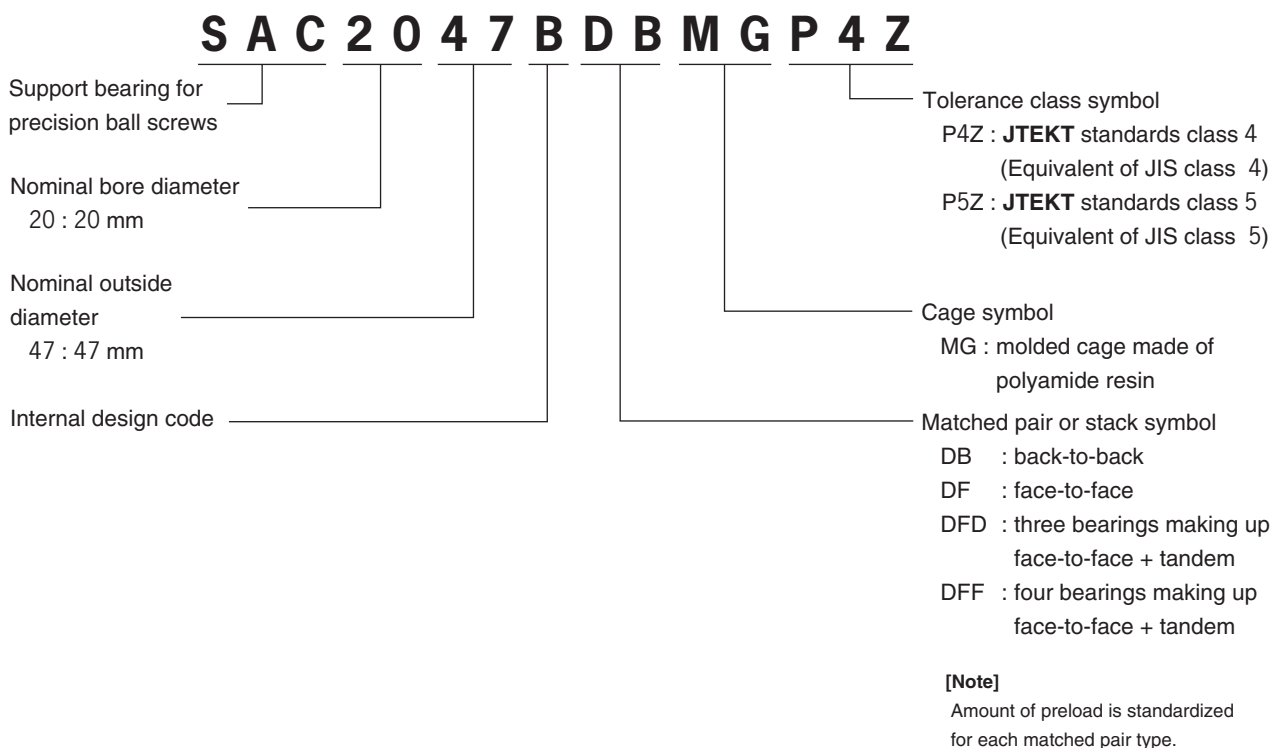 SAC2047BDBMGP4Z
Support bearing for
precision ball screws
Nominal bore diameter
20 : 20 mm
Nominal outside
diameter
47 : 47 mm
Internal design code
Tolerance class symbol
P4Z : JTEKT standards class 4
(Equivalent of JIS class 4)
P5Z : JTEKT standards class 5
(Equivalent of JIS class 5)
Cage symbol
MG : molded cage made of
polyamide resin
Matched pair or stack symbol
DB : back-to-back
DF : face-to-face
DFD : three bearings making up
face-to-face + tandem
DFF : four bearings making up
face-to-face + tandem
[Note]
Amount of preload is standardized
for each matched pair type.